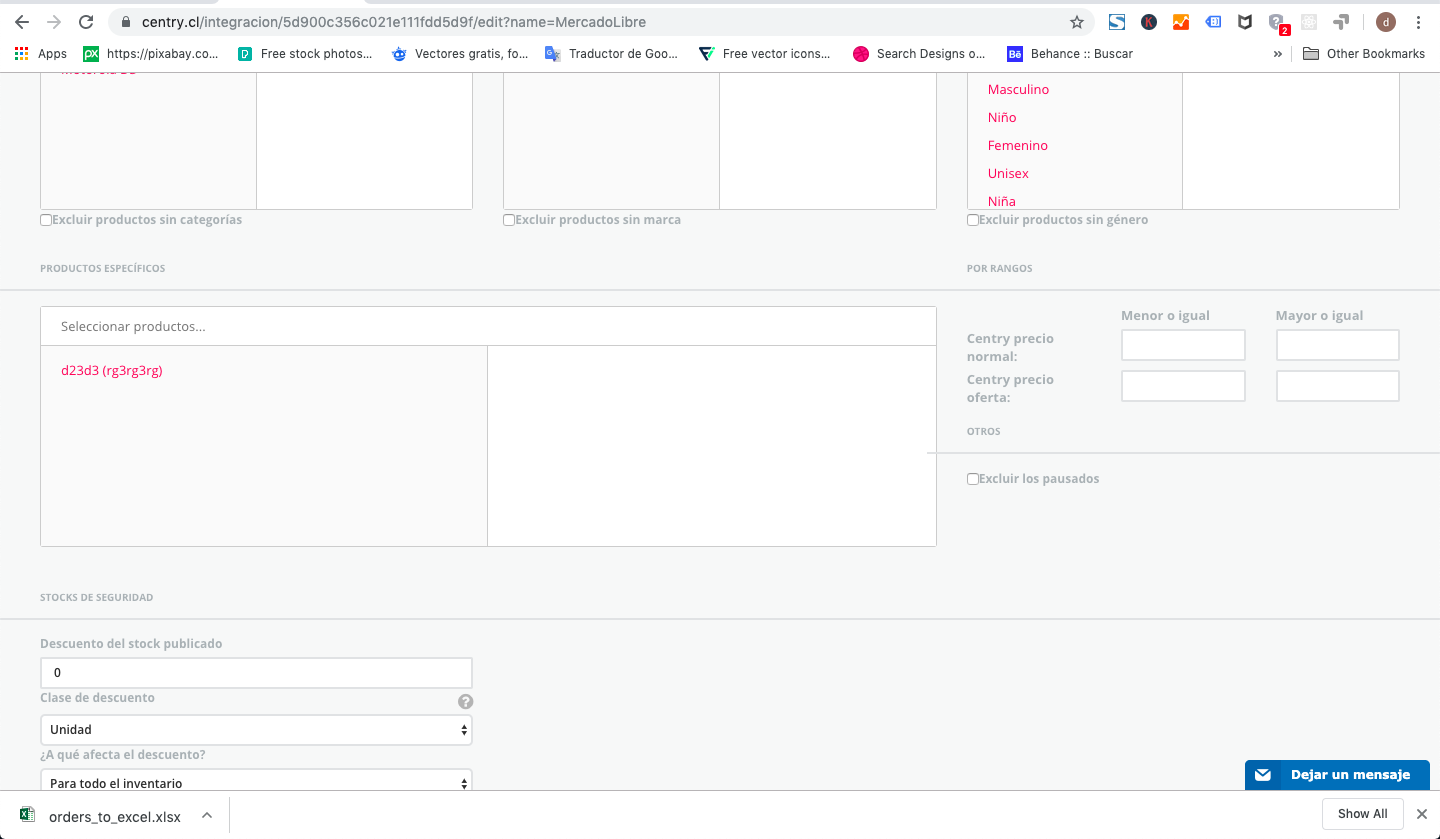 centry.cl/integracion/5d900c356c021e111fdd5d9f/edit?name=MercadoLibre
K
2
d
Apps
px
https://pixabay.co...
Free stock photos...
Vectores gratis, fo...
Traductor de Goo...
Free vector icons...
Search Designs o...
Bē
Behance :: Buscar
»
Other Bookmarks
Masculino
Niño
Femenino
Unisex
Niña
Excluir productos sin categorías
Excluir productos sin marca
Excluir productos sin género
PRODUCTOS ESPECÍFICOS
POR RANGOS
Seleccionar productos...
d23d3 (rg3rg3rg)
Menor o igual
Mayor o igual
Centry precio
normal:
Centry precio
oferta:
OTROS
Excluir los pausados
STOCKS DE SEGURIDAD
Descuento del stock publicado
0
Clase de descuento
?
Unidad
¿A qué afecta el descuento?
Para todo el inventario
Dejar un mensaje
orders_to_excel.xlsx
Show All